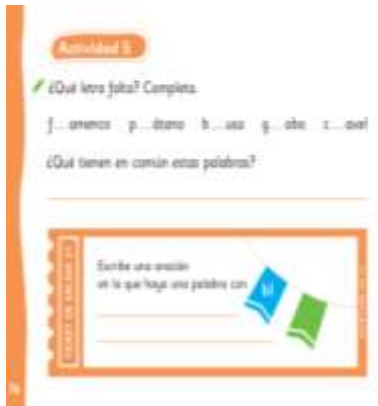 Actividad 5
¿Qué letra falta? Completa.
f....amenco p....átano b....usa g....obo c....avel
¿Qué tienen en común estas palabras?
Escribe una oración
en la que haya una palabra con